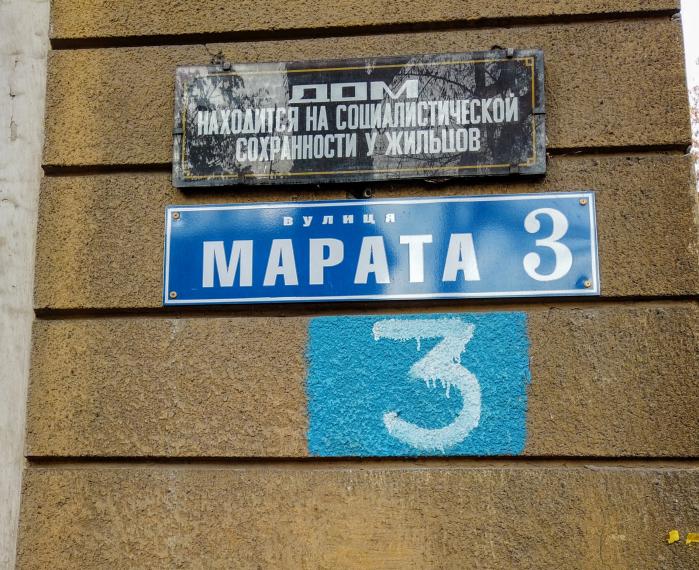 ДОМ
НАХОДИТСЯ НА СОЦИАЛИСТИЧЕСКОЙ
СОХРАННОСТИ У ЖИЛЬЦОВ
вулиця
МАРАТА 3
3